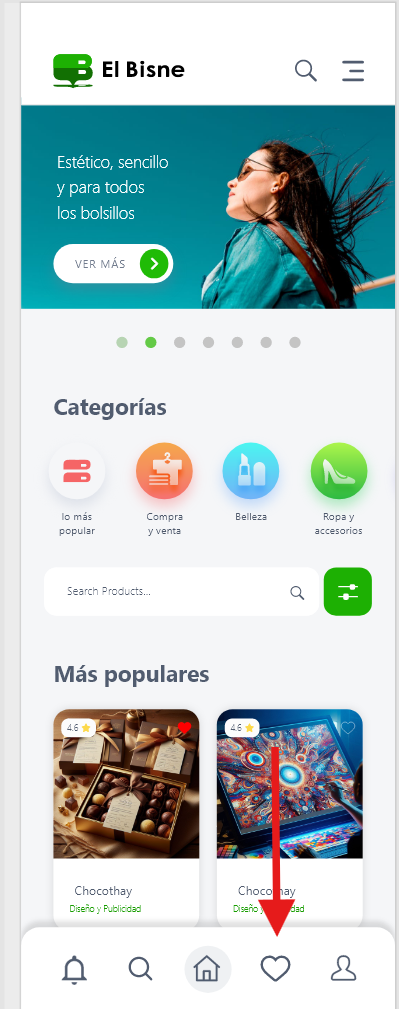 El Bisne
Estético, sencillo
y para todos
los bolsillos
VER MÁS
Categorías
lo más
popular
Compra
y venta
Belleza
Ropa y
accesorios
Search Products...
Más populares
4.6
4.6
Chocothay
Diseño y Publicidad
Chocothay
Diseño y Publicidad